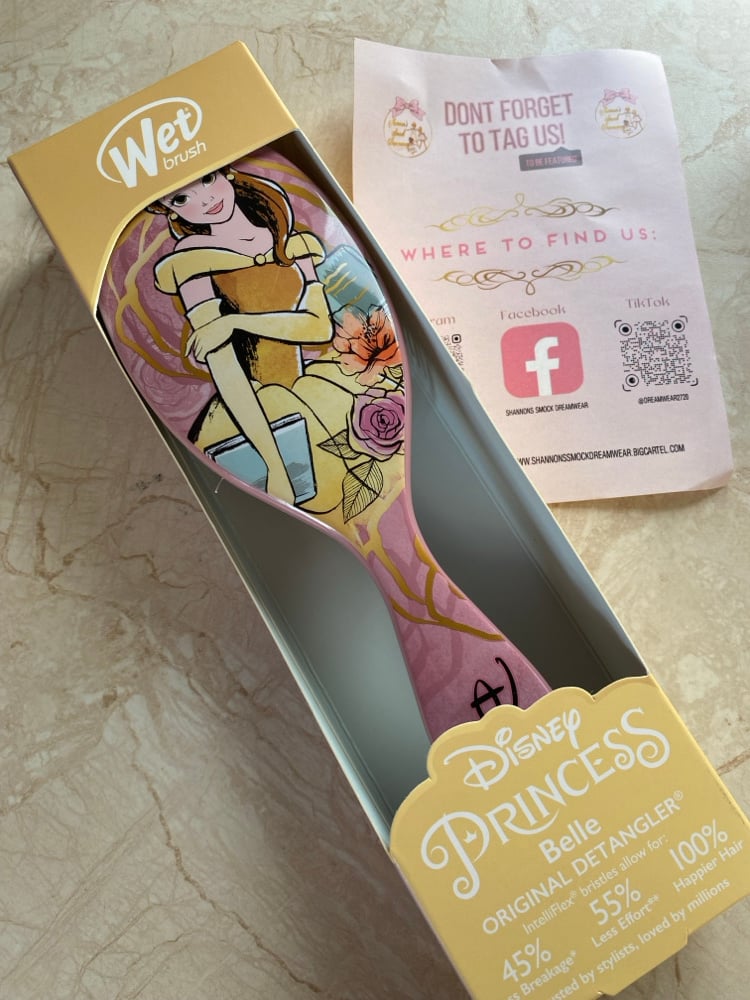 Wet
brush
DONT FORGET
TO TAG US!
TO BE FEATURED
WHERE TO FIND US:
Facebook
TikTok
f
SHANNONS SMOCK DREAMWEAR
@DREAMWEAR2720
WWW.SHANNONSSMOCKDREAMWEAR.BIGCARTEL.COM
DISNEY
PRINCESS
Belle
ORIGINAL DETANGLER®
IntelliFlex® bristles allow for:
45%
55%
Less Effort**
100%
Happier Hair
Breakage*
by stylists, loved by millions